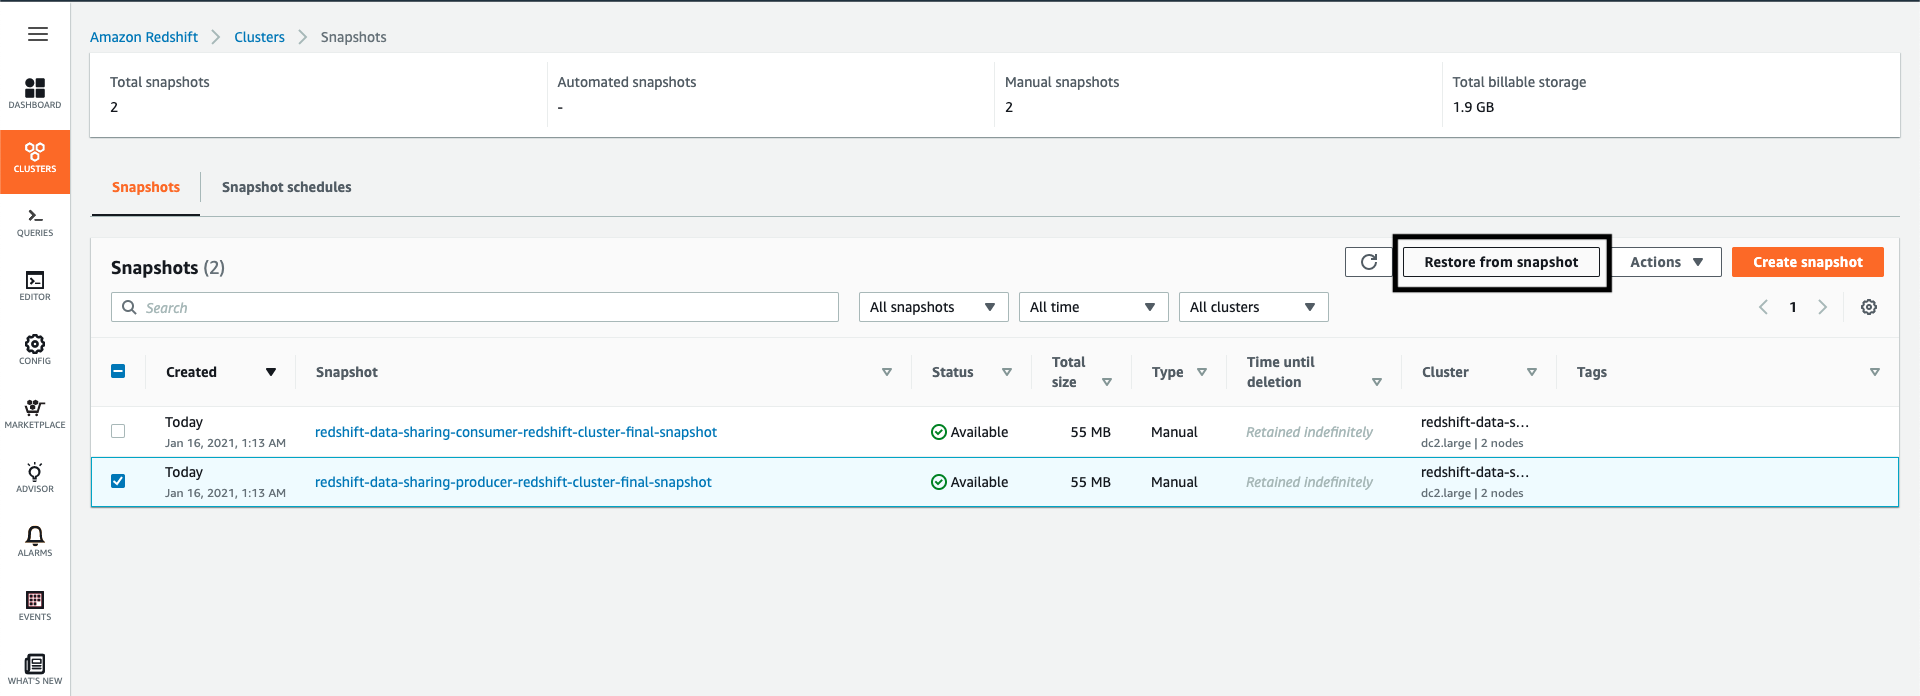 Amazon Redshift > Clusters > Snapshots
Total snapshots
2
Automated snapshots
-
Manual snapshots
2
Total billable storage
1.9 GB
DASHBOARD
CLUSTERS
QUERIES
EDITOR
CONFIG
MARKETPLACE
ADVISOR
ALARMS
EVENTS
WHAT'S NEW
Snapshots
Snapshot schedules
Snapshots (2)
Restore from snapshot
Actions
Create snapshot
Search
All snapshots
All time
All clusters
1
Created
Snapshot
Status
Total
size
Type
Time until
deletion
Cluster
Tags
Today
Jan 16, 2021, 1:13 AM
redshift-data-sharing-consumer-redshift-cluster-final-snapshot
Available
55 MB
Manual
Retained indefinitely
redshift-data-s...
dc2.large | 2 nodes
Today
Jan 16, 2021, 1:13 AM
redshift-data-sharing-producer-redshift-cluster-final-snapshot
Available
55 MB
Manual
Retained indefinitely
redshift-data-s...
dc2.large | 2 nodes